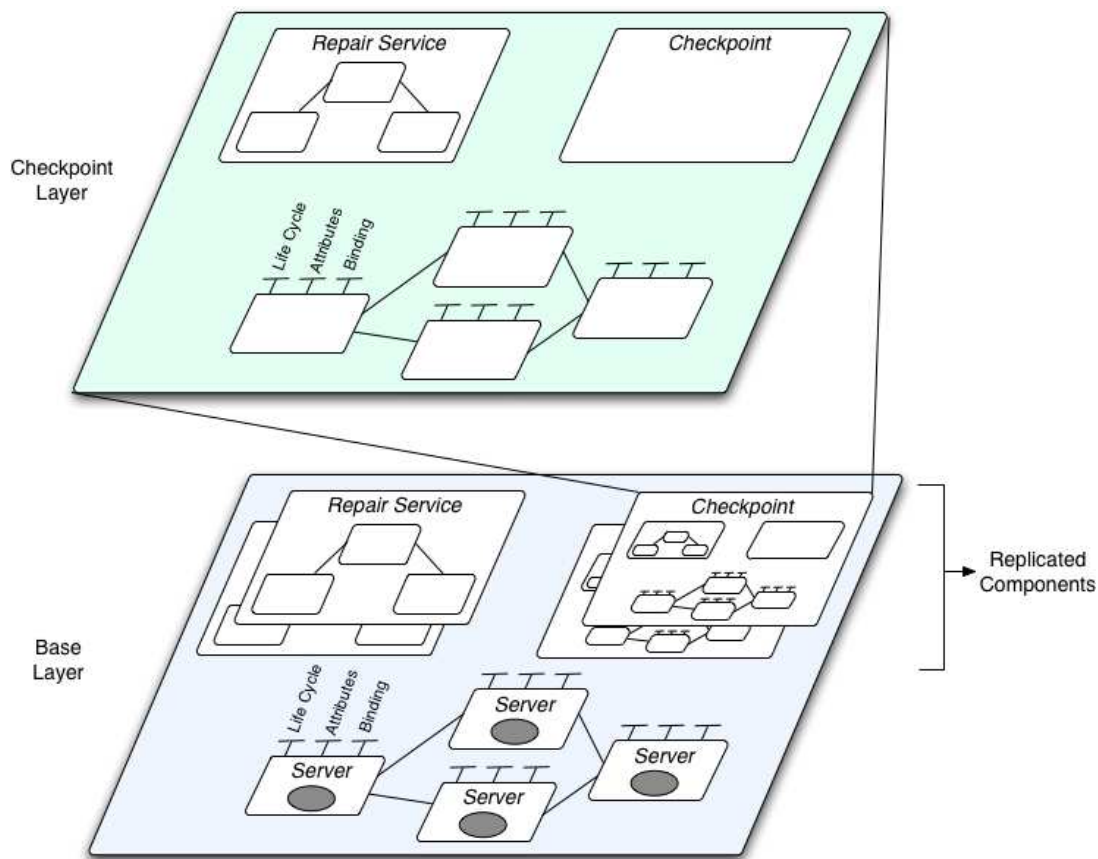 Repair Service
Checkpoint
Checkpoint
Layer
Life Cycle
Attributes
Binding
Repair Service
Checkpoint
Replicated
Components
Base
Layer
Life Cycle
Attributes
Binding
Server
Server
Server
Server